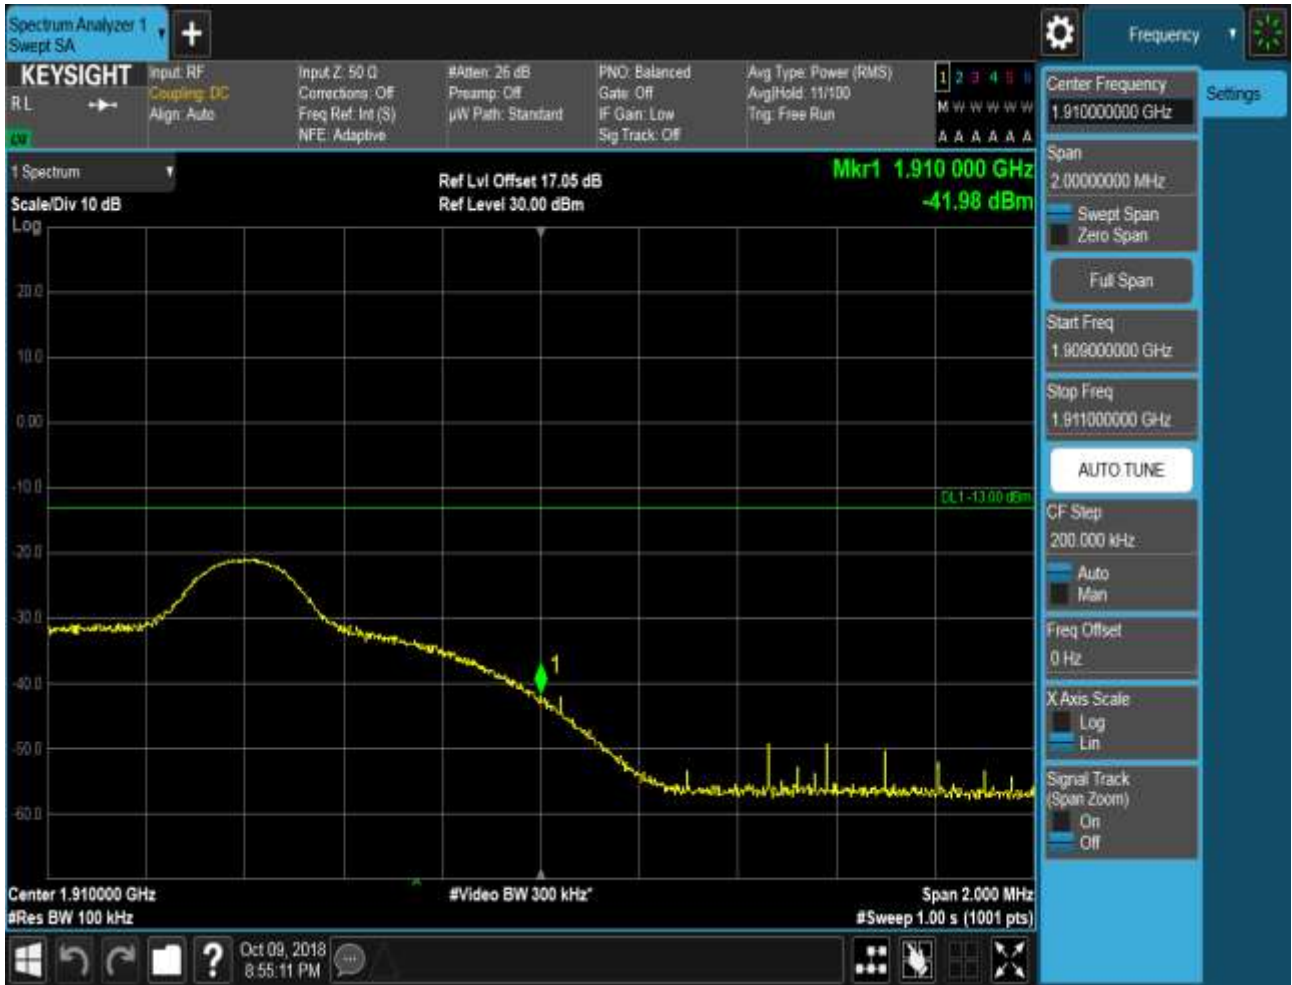 Spectrum Analyzer 1
Swept SA
+
Frequency
KEYSIGHT
RL
Input: RF
Coupling: DC
Align: Auto
Input Z: 50 Ω
Corrections: Off
Freq Ref: Int (S)
NFE: Adaptive
#Atten: 26 dB
Preamp: Off
µW Path: Standard
PNO: Balanced
Gate: Off
IF Gain: Low
Sig Track: Off
Avg Type: Power (RMS)
Avg|Hold: 11/100
Trig: Free Run
1 2 3 4 5 6
M W W W W W
A A A A A A
1 Spectrum
Scale/Div 10 dB
Log
Ref Lvl Offset 17.05 dB
Ref Level 30.00 dBm
Mkr1 1.910 000 GHz
-41.98 dBm
20.0
10.0
0.00
-10.0
-20.0
-30.0
-40.0
-50.0
-60.0
DL1 -13.00 dBm
1
Center 1.910000 GHz
#Res BW 100 kHz
#Video BW 300 kHz*
Span 2.000 MHz
#Sweep 1.00 s (1001 pts)
Center Frequency
1.910000000 GHz
Settings
Span
2.00000000 MHz
Swept Span
Zero Span
Full Span
Start Freq
1.909000000 GHz
Stop Freq
1.911000000 GHz
AUTO TUNE
CF Step
200.000 kHz
Auto
Man
Freq Offset
0 Hz
X Axis Scale
Log
Lin
Signal Track
(Span Zoom)
On
Off
?
Oct 09, 2018
8:55:11 PM